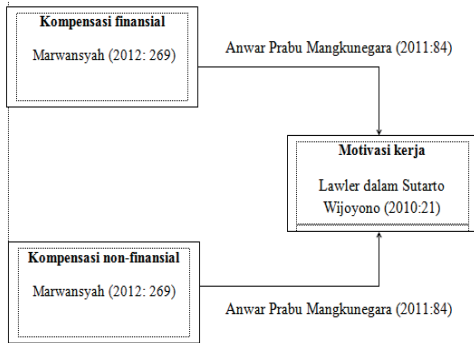 Kompensasi finansial
Marwansyah (2012: 269)
Anwar Prabu Mangkunegara (2011:84)
Motivasi kerja
Lawler dalam Sutarto
Wijoyono (2010:21)
Kompensasi non-finansial
Marwansyah (2012: 269)
Anwar Prabu Mangkunegara (2011:84)